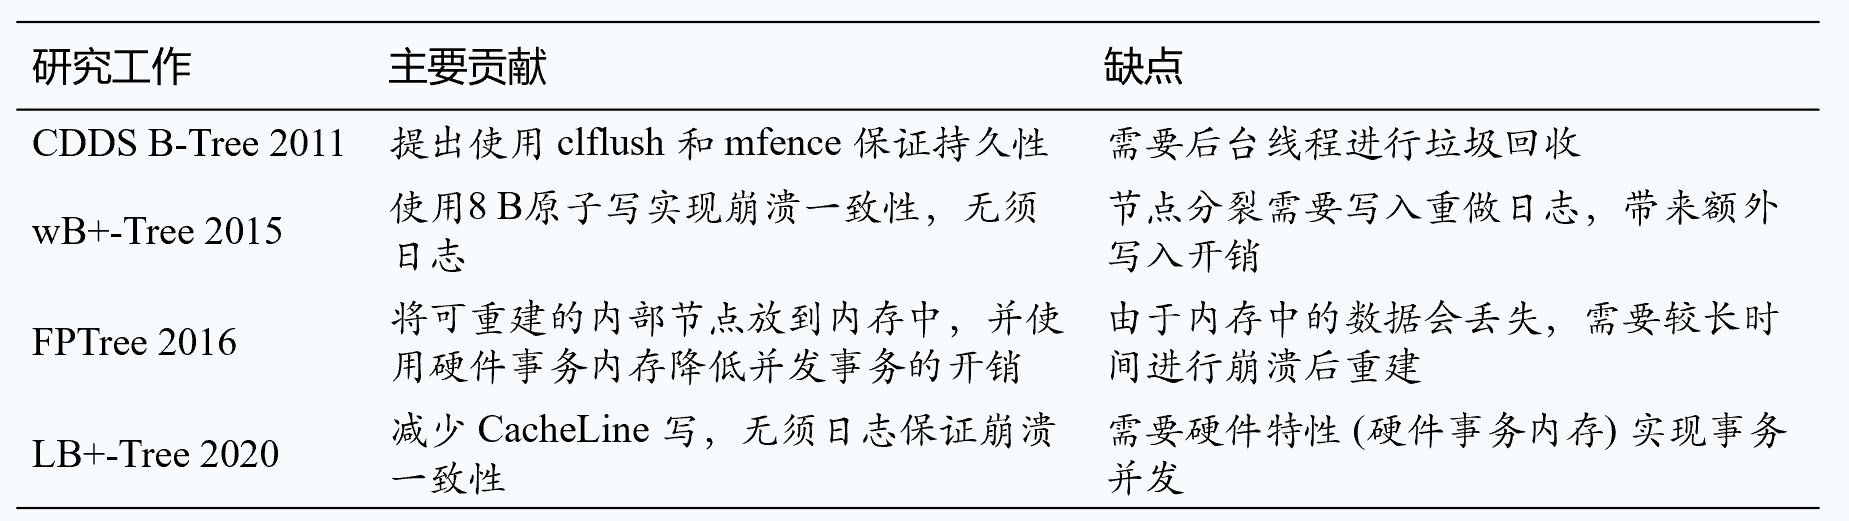 研究工作 主要贡献 缺点
CDDS B-Tree 2011 提出使用 clflush 和 mfence 保证持久性 需要后台线程进行垃圾回收
wB+-Tree 2015 使用8 B原子写实现崩溃一致性，无须 节点分裂需要写入重做日志，带来额外
日志 写入开销
FPTree 2016 将可重建的内部节点放到内存中，并使 由于内存中的数据会丢失，需要较长时
用硬件事务内存降低并发事务的开销 间进行崩溃后重建
LB+-Tree 2020 减少 CacheLine 写，无须日志保证崩溃 需要硬件特性 (硬件事务内存) 实现事务
一致性 并发